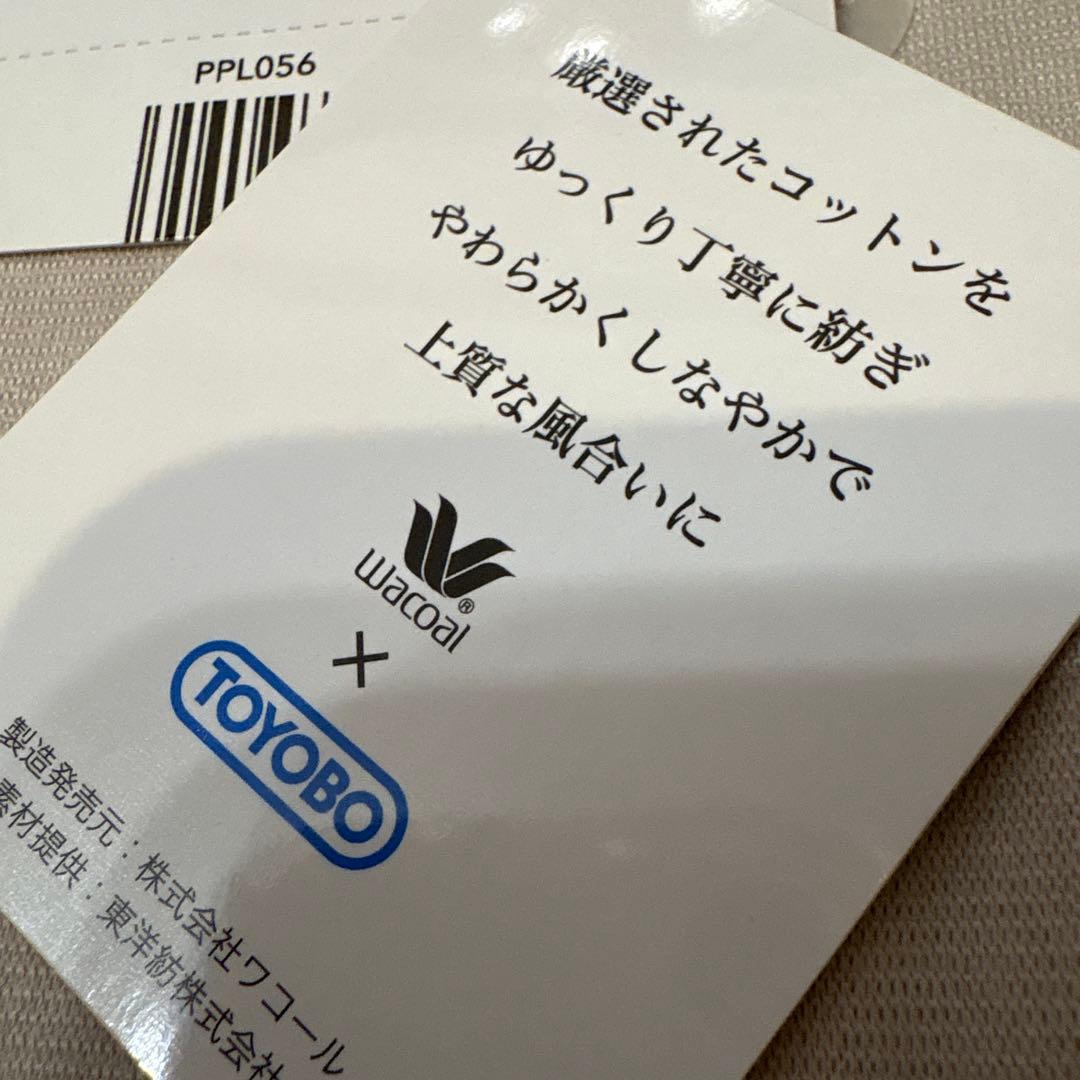 PPL056
厳選されたコットンを
ゆっくり丁寧に紡ぎ
やわらかくしなやかで
上質な風合いに
wacoal®
×
TOYOBO
製造発売元：株式会社ワコール
素材提供：東洋紡株式会社